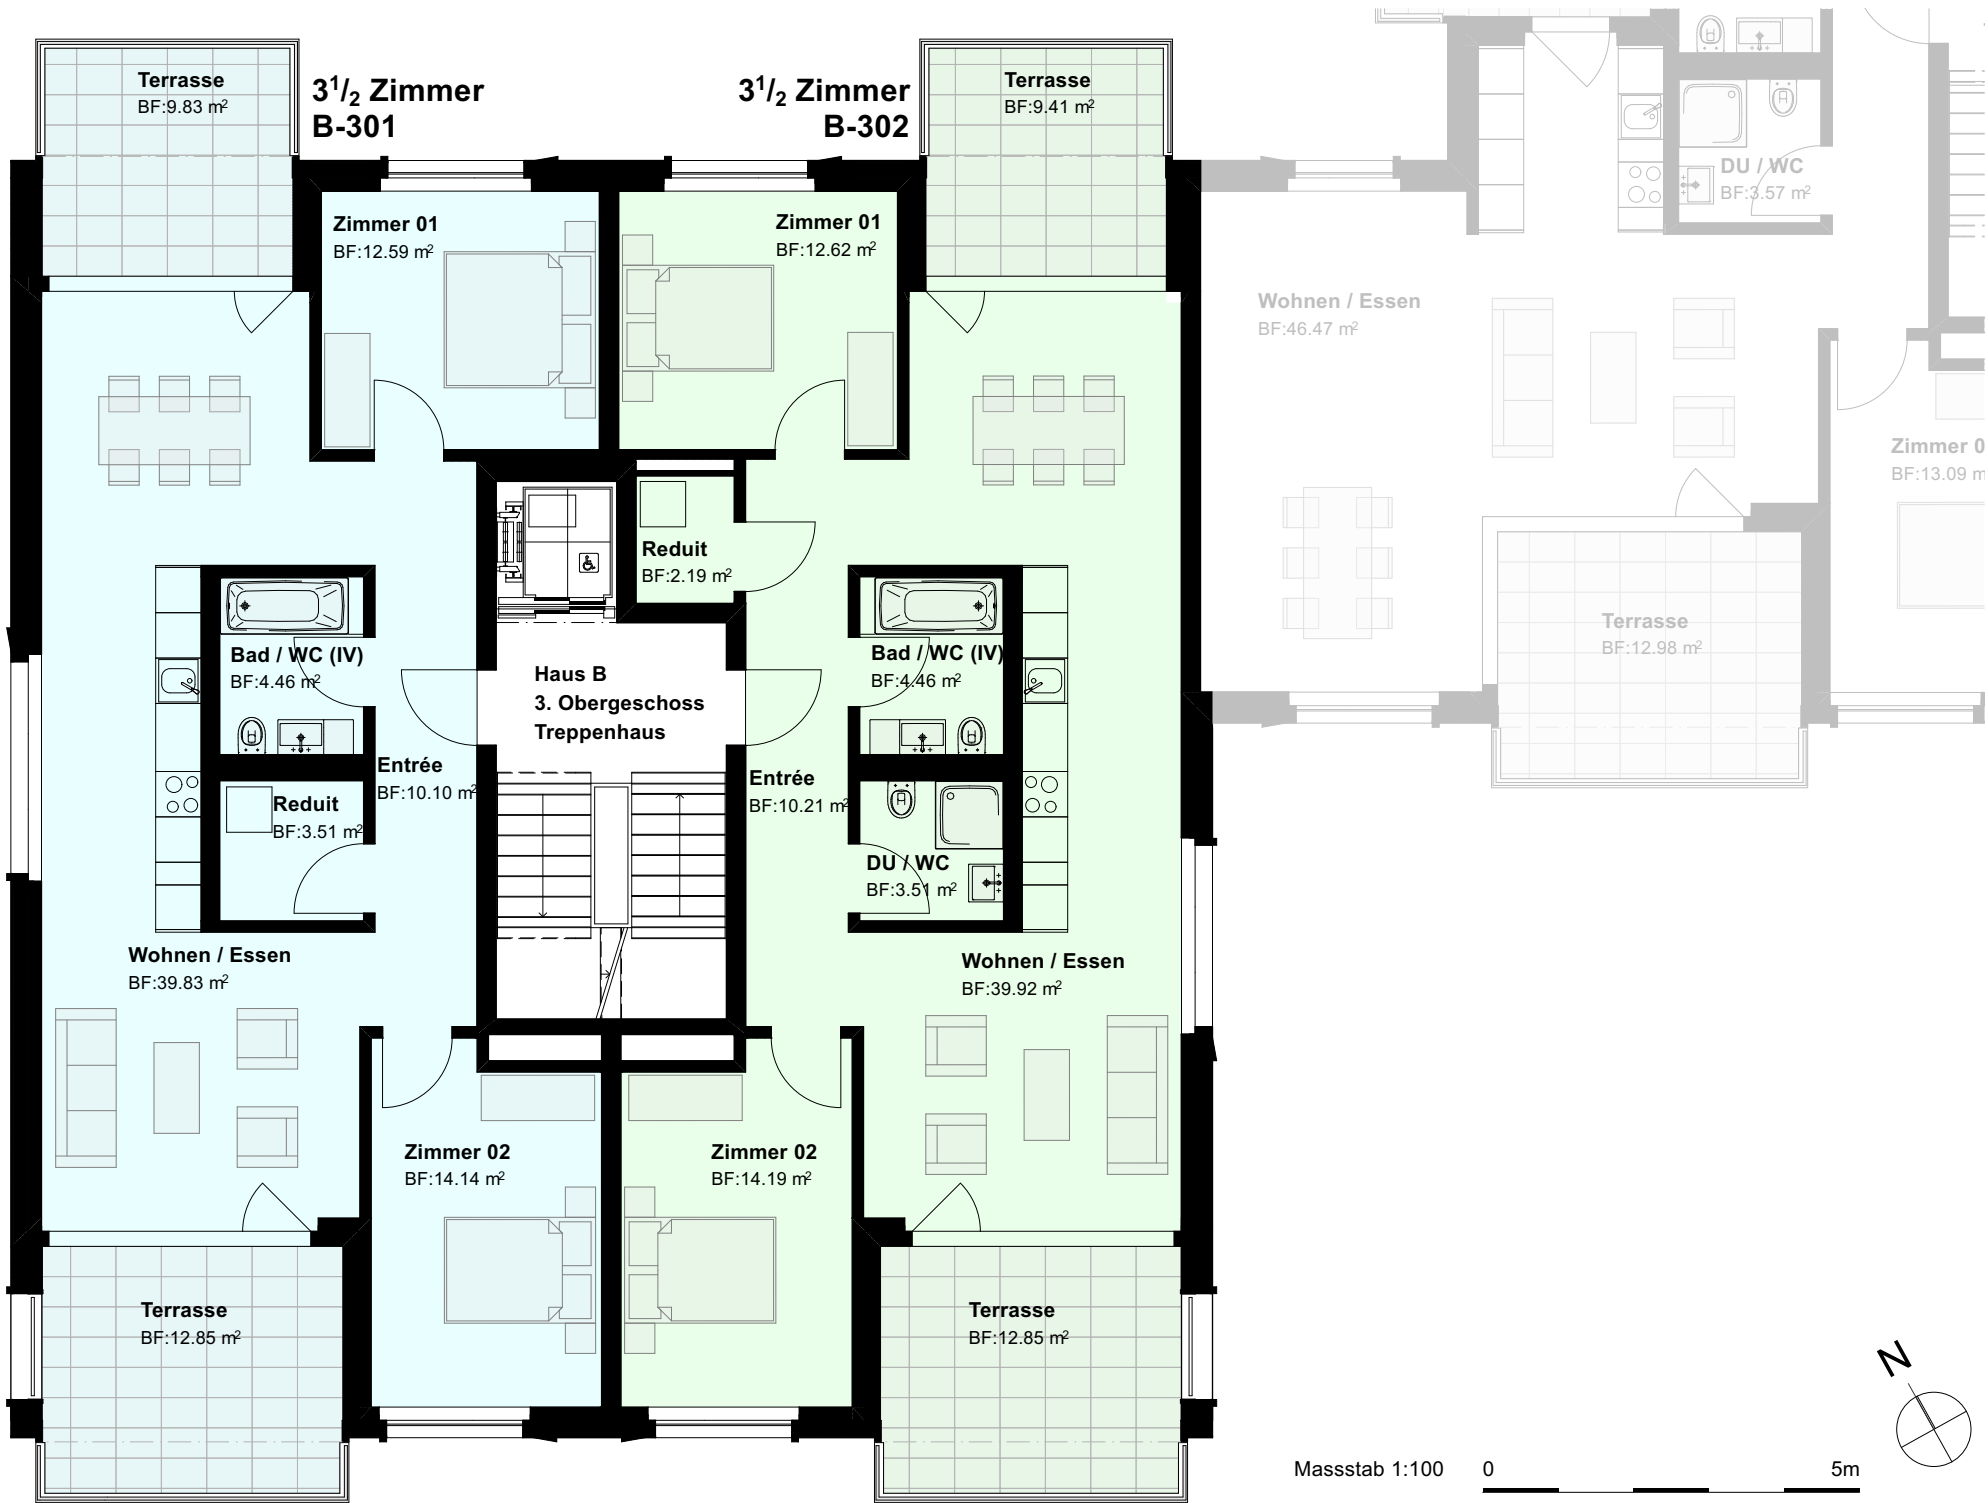 3 1/2 Zimmer
B-301
3 1/2 Zimmer
B-302
Terrasse
BF:9.83 m²
Terrasse
BF:9.41 m²
Zimmer 01
BF:12.59 m²
Zimmer 01
BF:12.62 m²
DU / WC
BF:3.57 m²
Wohnen / Essen
BF:46.47 m²
Zimmer 0
BF:13.09 m
Reduit
BF:2.19 m²
Bad / WC (IV)
BF:4.46 m²
Haus B
3. Obergeschoss
Treppenhaus
Bad / WC (IV)
BF:4.46 m²
Terrasse
BF:12.98 m²
Entrée
BF:10.10 m²
Reduit
BF:3.51 m²
Entrée
BF:10.21 m²
DU / WC
BF:3.51 m²
Wohnen / Essen
BF:39.83 m²
Wohnen / Essen
BF:39.92 m²
Zimmer 02
BF:14.14 m²
Zimmer 02
BF:14.19 m²
Terrasse
BF:12.85 m²
Terrasse
BF:12.85 m²
N
Massstab 1:100 0 5m